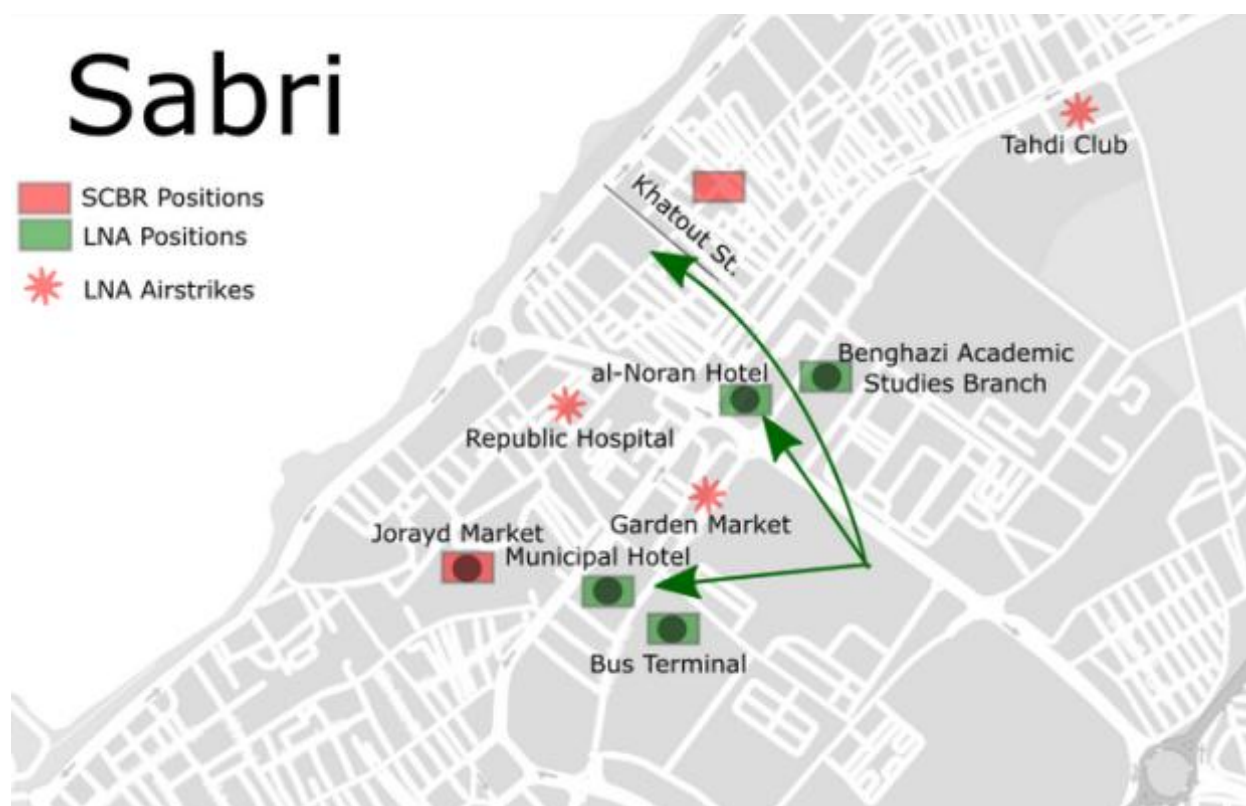 Sabri
SCBR Positions
LNA Positions
LNA Airstrikes
Tahdi Club
Khatout St.
Benghazi Academic
Studies Branch
al-Noran Hotel
Republic Hospital
Garden Market
Jorayd Market
Municipal Hotel
Bus Terminal